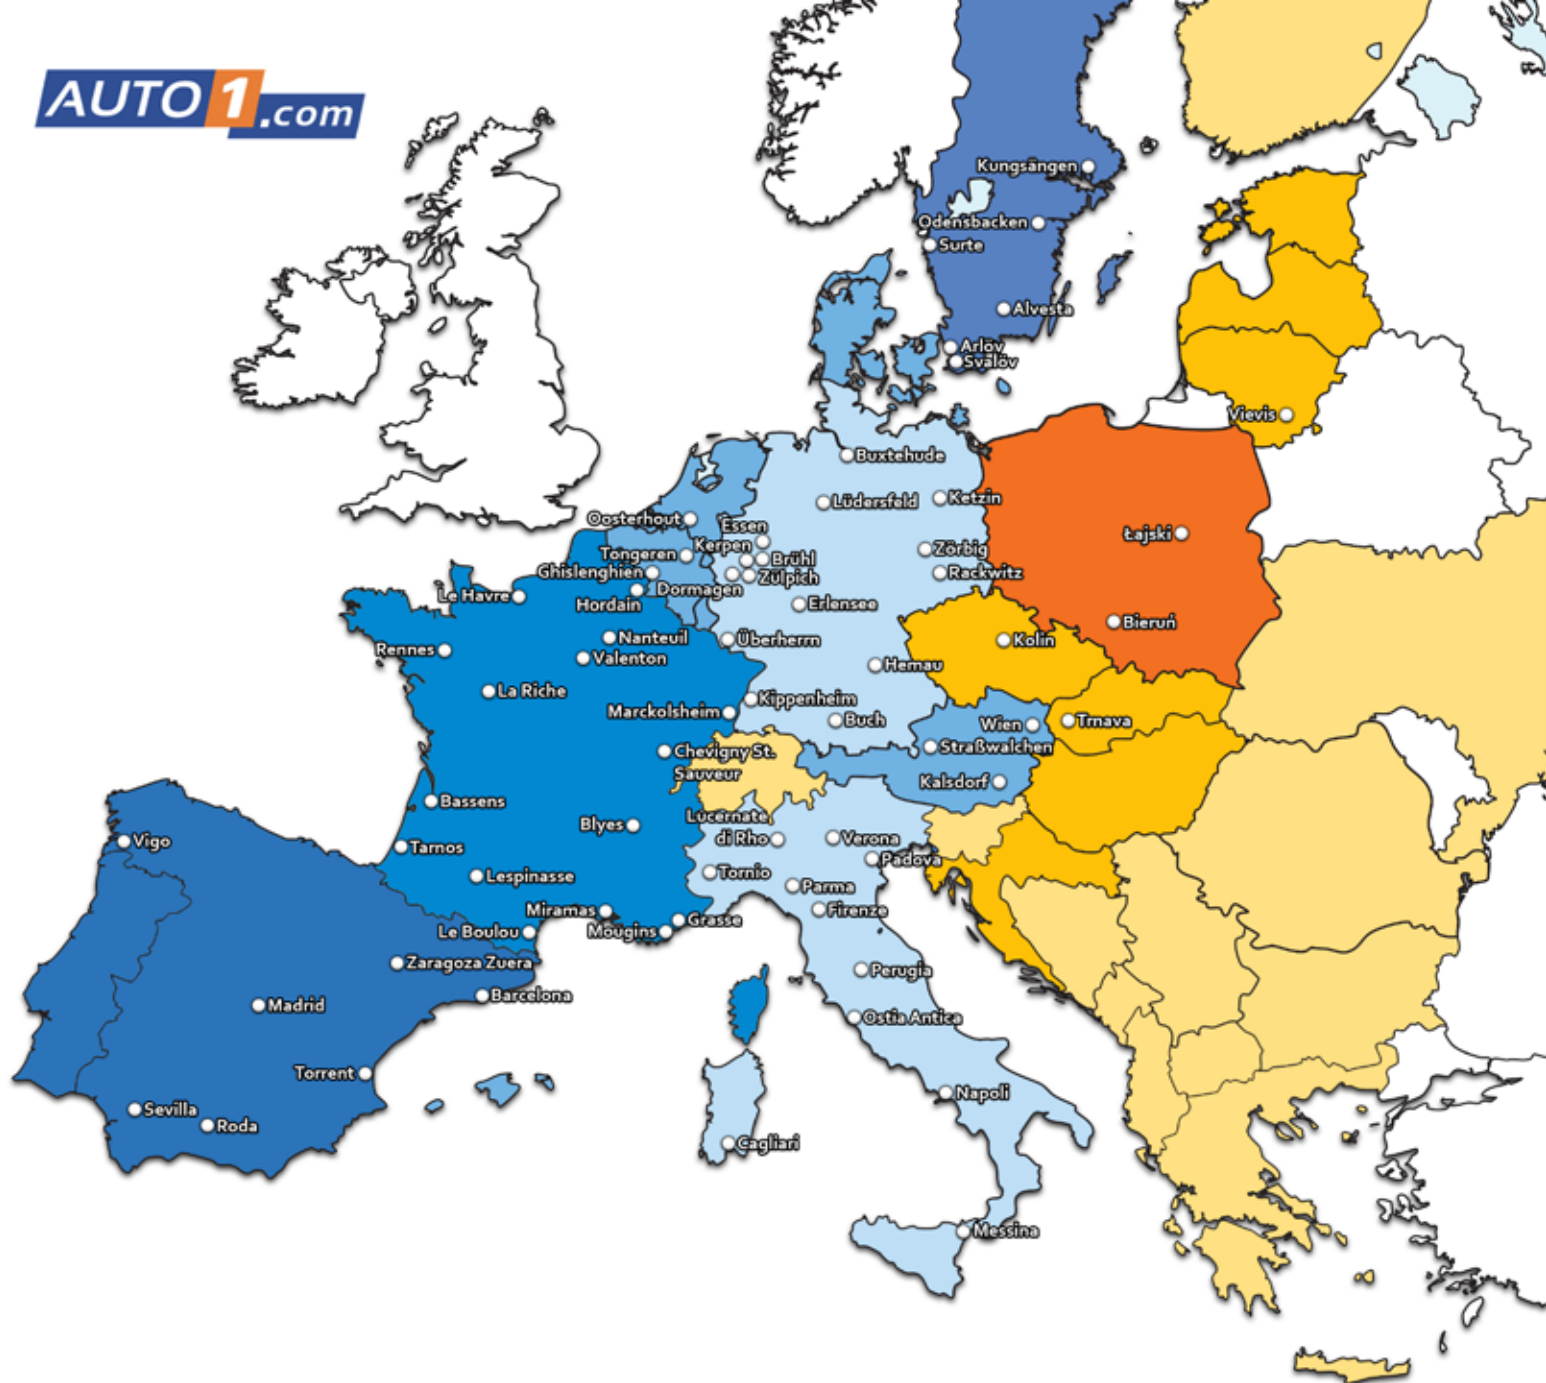 AUTO1.com
Kungsängen
Odensbacken
Surte
Alvesta
Arlöv
Svälöv
Vievis
Buxtehude
Lüdersfeld
Ketzin
Oosterhout
Essen
Łajski
Kerpen
Tongeren
Brühl
Zörbig
Ghislenghien
Zülpich
Rackwitz
Dormagen
Le Havre
Hordain
Erlensee
Bieruń
Nanteuil
Überherrn
Kolin
Rennes
Valenton
Hemau
La Riche
Kippenheim
Marckolsheim
Buch
Wien
Trnava
Chevigny St.
Sauveur
Straßwalchen
Kalsdorf
Bassens
Lucernate
di Rho
Blyes
Verona
Vigo
Tarnos
Padova
Lespinasse
Tornio
Parma
Miramas
Firenze
Grasse
Le Boulou
Mougins
Zaragoza Zuera
Perugia
Barcelona
Madrid
Ostia Antica
Torrent
Napoli
Sevilla
Roda
Cagliari
Messina